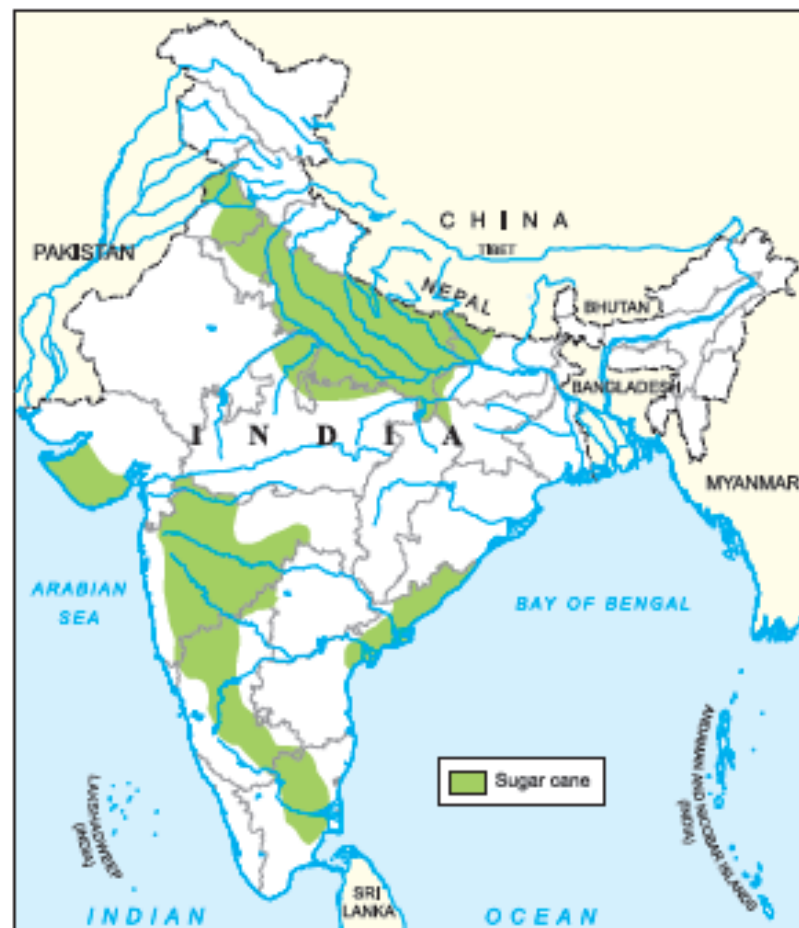 CHINA
TIBET
PAKISTAN
NEPAL
BHUTAN
BANGLADESH
INDIA
MYANMAR
ARABIAN
SEA
BAY OF BENGAL
Sugar cane
ANDAMAN AND NICOBAR ISLANDS
(INDIA)
LAKSHADWEEP
(INDIA)
SRI
LANKA
INDIAN OCEAN